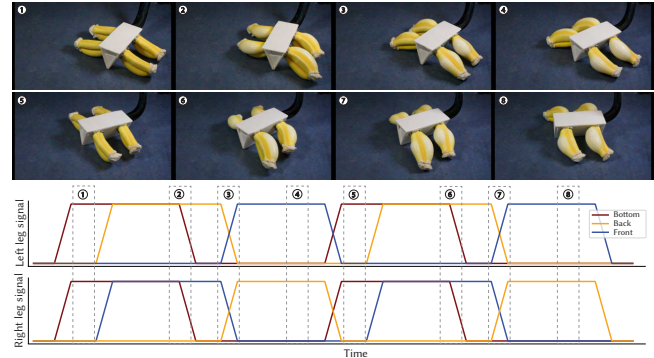 ①
②
③
④
⑤
⑥
⑦
⑧
① ② ③ ④ ⑤ ⑥ ⑦ ⑧
Left leg signal
Bottom
Back
Front
Right leg signal
Time